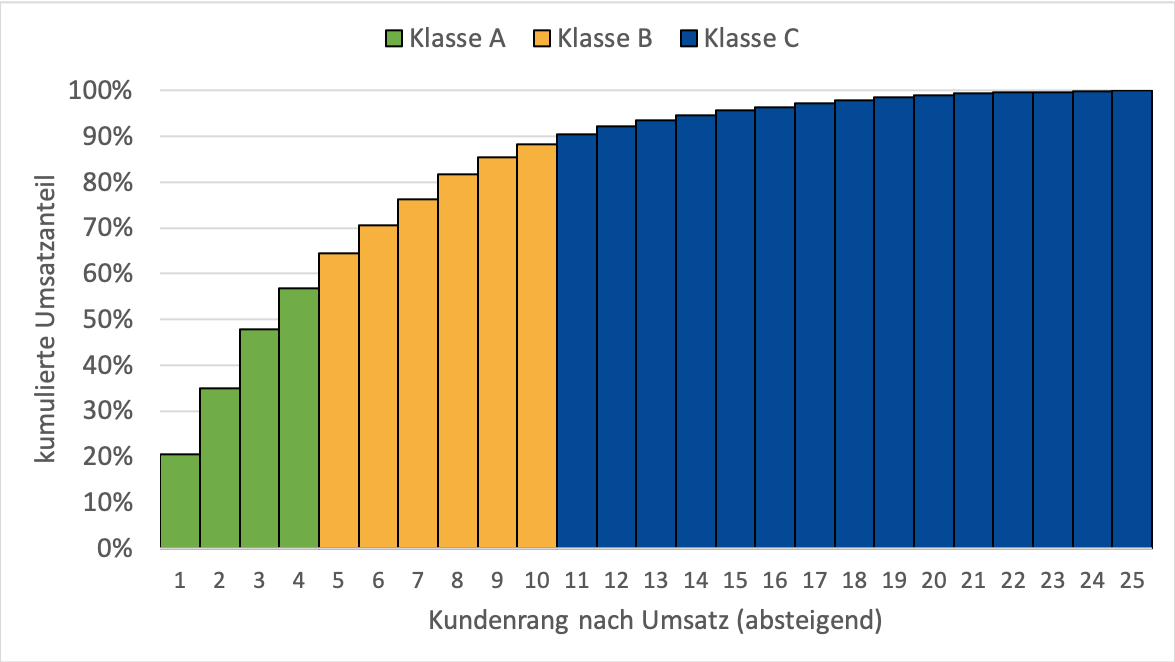 Klasse A Klasse B Klasse C
100%
90%
80%
70%
60%
50%
40%
30%
20%
10%
0%
kumulierte Umsatzanteil
1 2 3 4 5 6 7 8 9 10 11 12 13 14 15 16 17 18 19 20 21 22 23 24 25
Kundenrang nach Umsatz (absteigend)